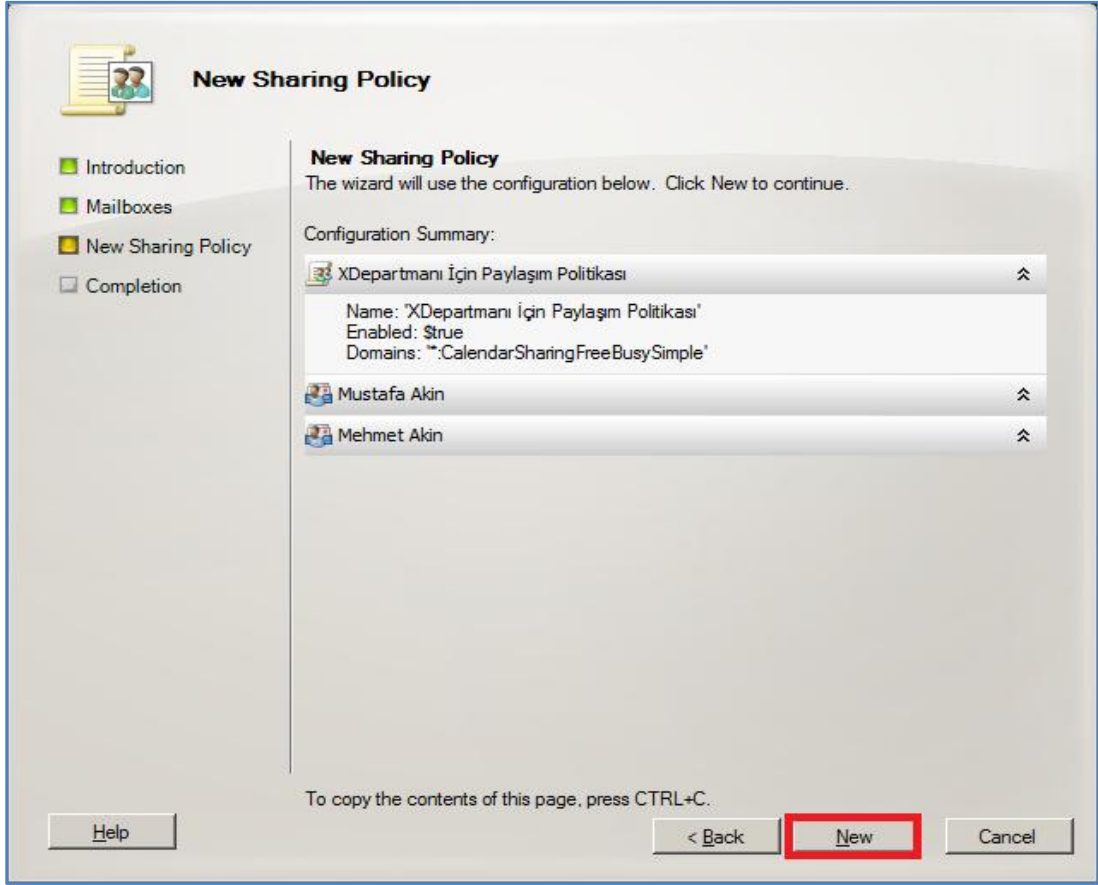 New Sharing Policy
Introduction
Mailboxes
New Sharing Policy
Completion
New Sharing Policy
The wizard will use the configuration below. Click New to continue.
Configuration Summary:
XDepartmanı İçin Paylaşım Politikası
Name: 'XDepartmanı İçin Paylaşım Politikası'
Enabled: $true
Domains: '*:CalendarSharingFreeBusySimple'
Mustafa Akin
Mehmet Akin
To copy the contents of this page, press CTRL+C.
Help
< Back
New
Cancel